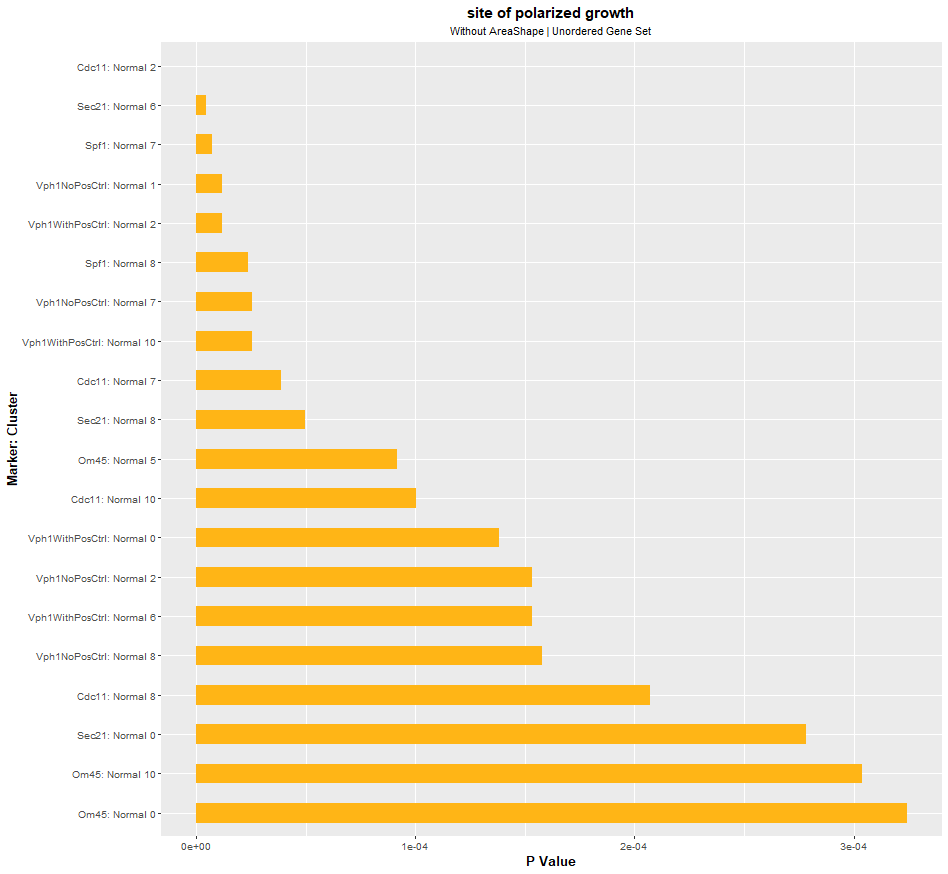 site of polarized growth
Without AreaShape | Unordered Gene Set
Marker: Cluster
Cdc11: Normal 2
Sec21: Normal 6
Spf1: Normal 7
Vph1NoPosCtrl: Normal 1
Vph1WithPosCtrl: Normal 2
Spf1: Normal 8
Vph1NoPosCtrl: Normal 7
Vph1WithPosCtrl: Normal 10
Cdc11: Normal 7
Sec21: Normal 8
Om45: Normal 5
Cdc11: Normal 10
Vph1WithPosCtrl: Normal 0
Vph1NoPosCtrl: Normal 2
Vph1WithPosCtrl: Normal 6
Vph1NoPosCtrl: Normal 8
Cdc11: Normal 8
Sec21: Normal 0
Om45: Normal 10
Om45: Normal 0
0e+00 1e-04 2e-04 3e-04
P Value